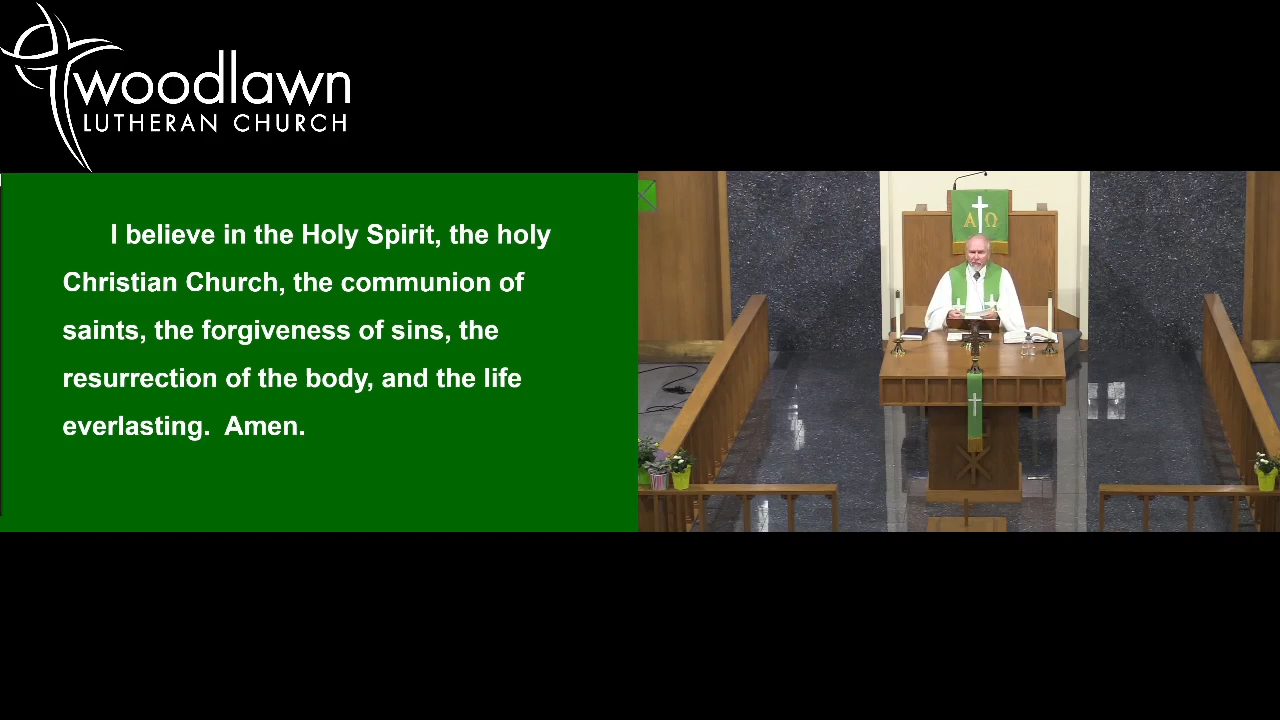 woodlawn
LUTHERAN CHURCH
I believe in the Holy Spirit, the holy
Christian Church, the communion of
saints, the forgiveness of sins, the
resurrection of the body, and the life
everlasting.  Amen.
Α Ω